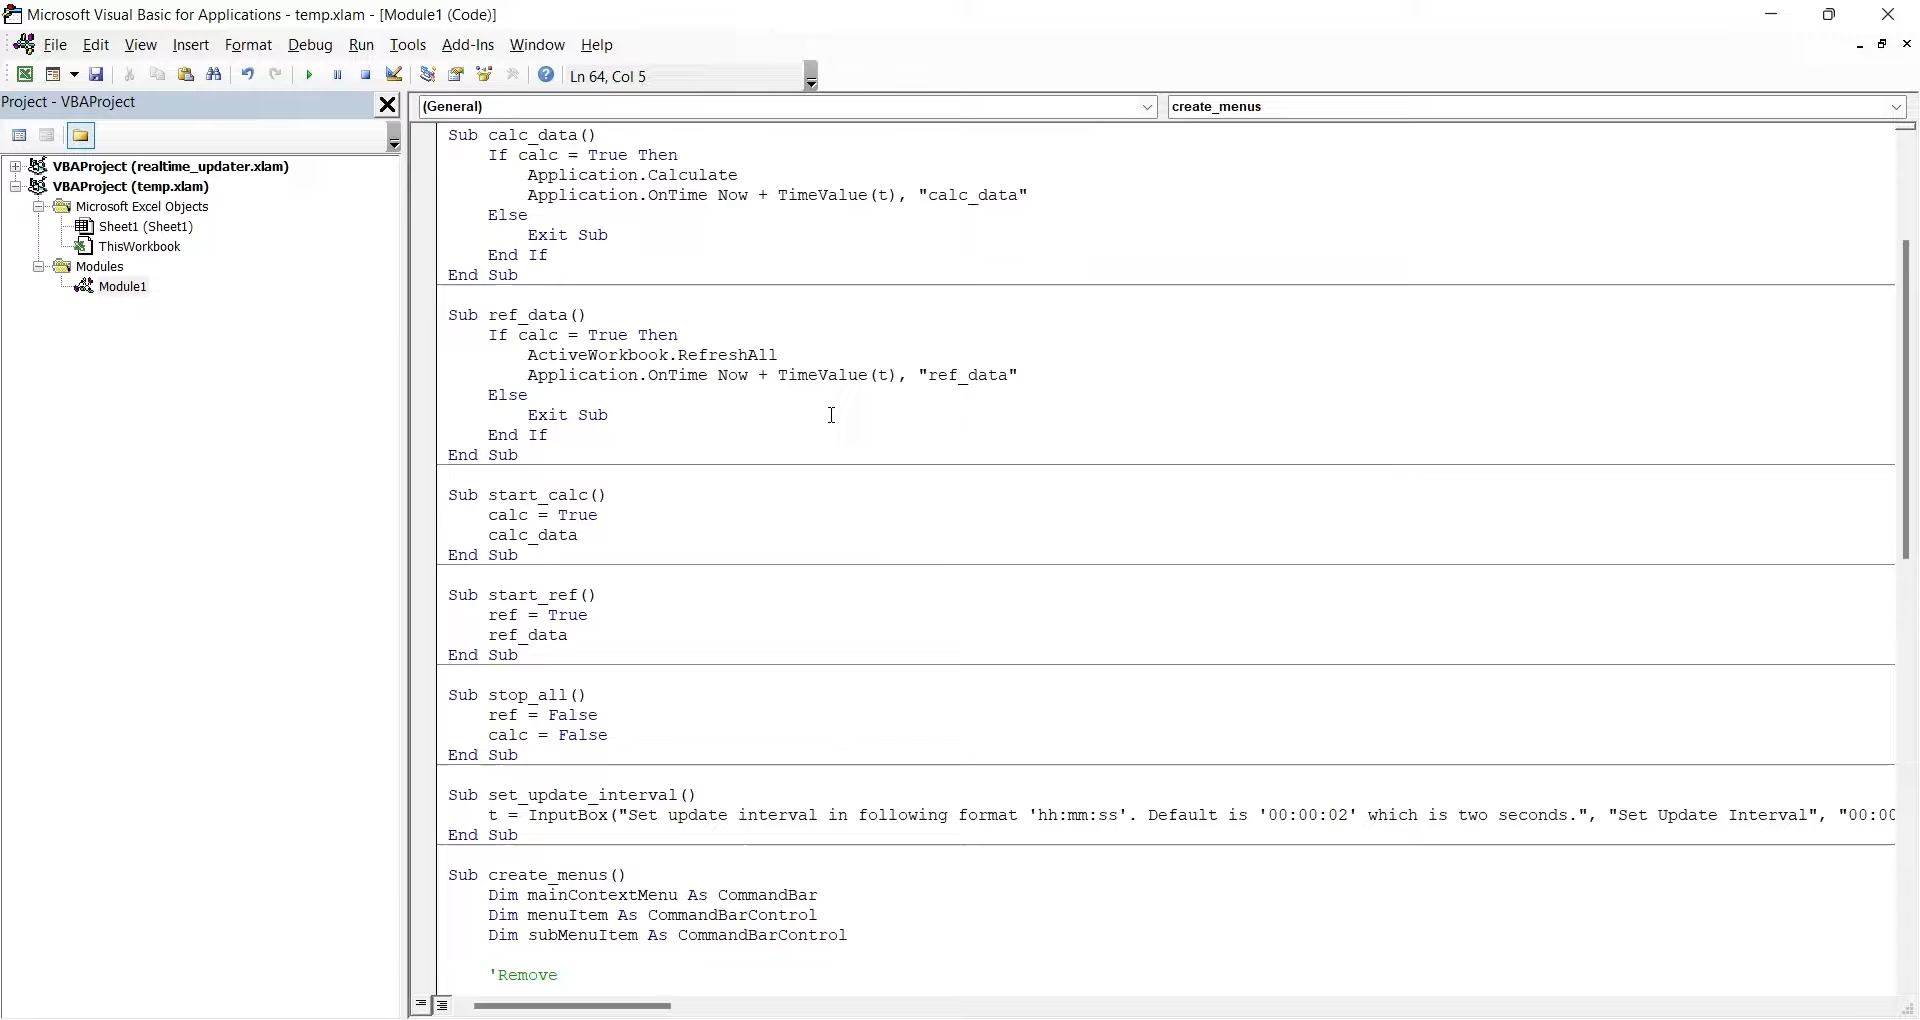 Microsoft Visual Basic for Applications - temp.xlam - [Module1 (Code)]
File Edit View Insert Format Debug Run Tools Add-Ins Window Help
Ln 64, Col 5
Project - VBAProject
(General) create_menus
VBAProject (realtime_updater.xlam)
VBAProject (temp.xlam)
Microsoft Excel Objects
Sheet1 (Sheet1)
ThisWorkbook
Modules
Module1
Sub calc_data()
If calc = True Then
Application.Calculate
Application.OnTime Now + TimeValue(t), "calc_data"
Else
Exit Sub
End If
End Sub
Sub ref_data()
If calc = True Then
ActiveWorkbook.RefreshAll
Application.OnTime Now + TimeValue(t), "ref_data"
Else
Exit Sub
End If
End Sub
Sub start_calc()
calc = True
calc_data
End Sub
Sub start_ref()
ref = True
ref_data
End Sub
Sub stop_all()
ref = False
calc = False
End Sub
Sub set_update_interval()
t = InputBox("Set update interval in following format 'hh:mm:ss'. Default is '00:00:02' which is two seconds.", "Set Update Interval", "00:00
End Sub
Sub create_menus()
Dim mainContextMenu As CommandBar
Dim menuItem As CommandBarControl
Dim subMenuItem As CommandBarControl
'Remove